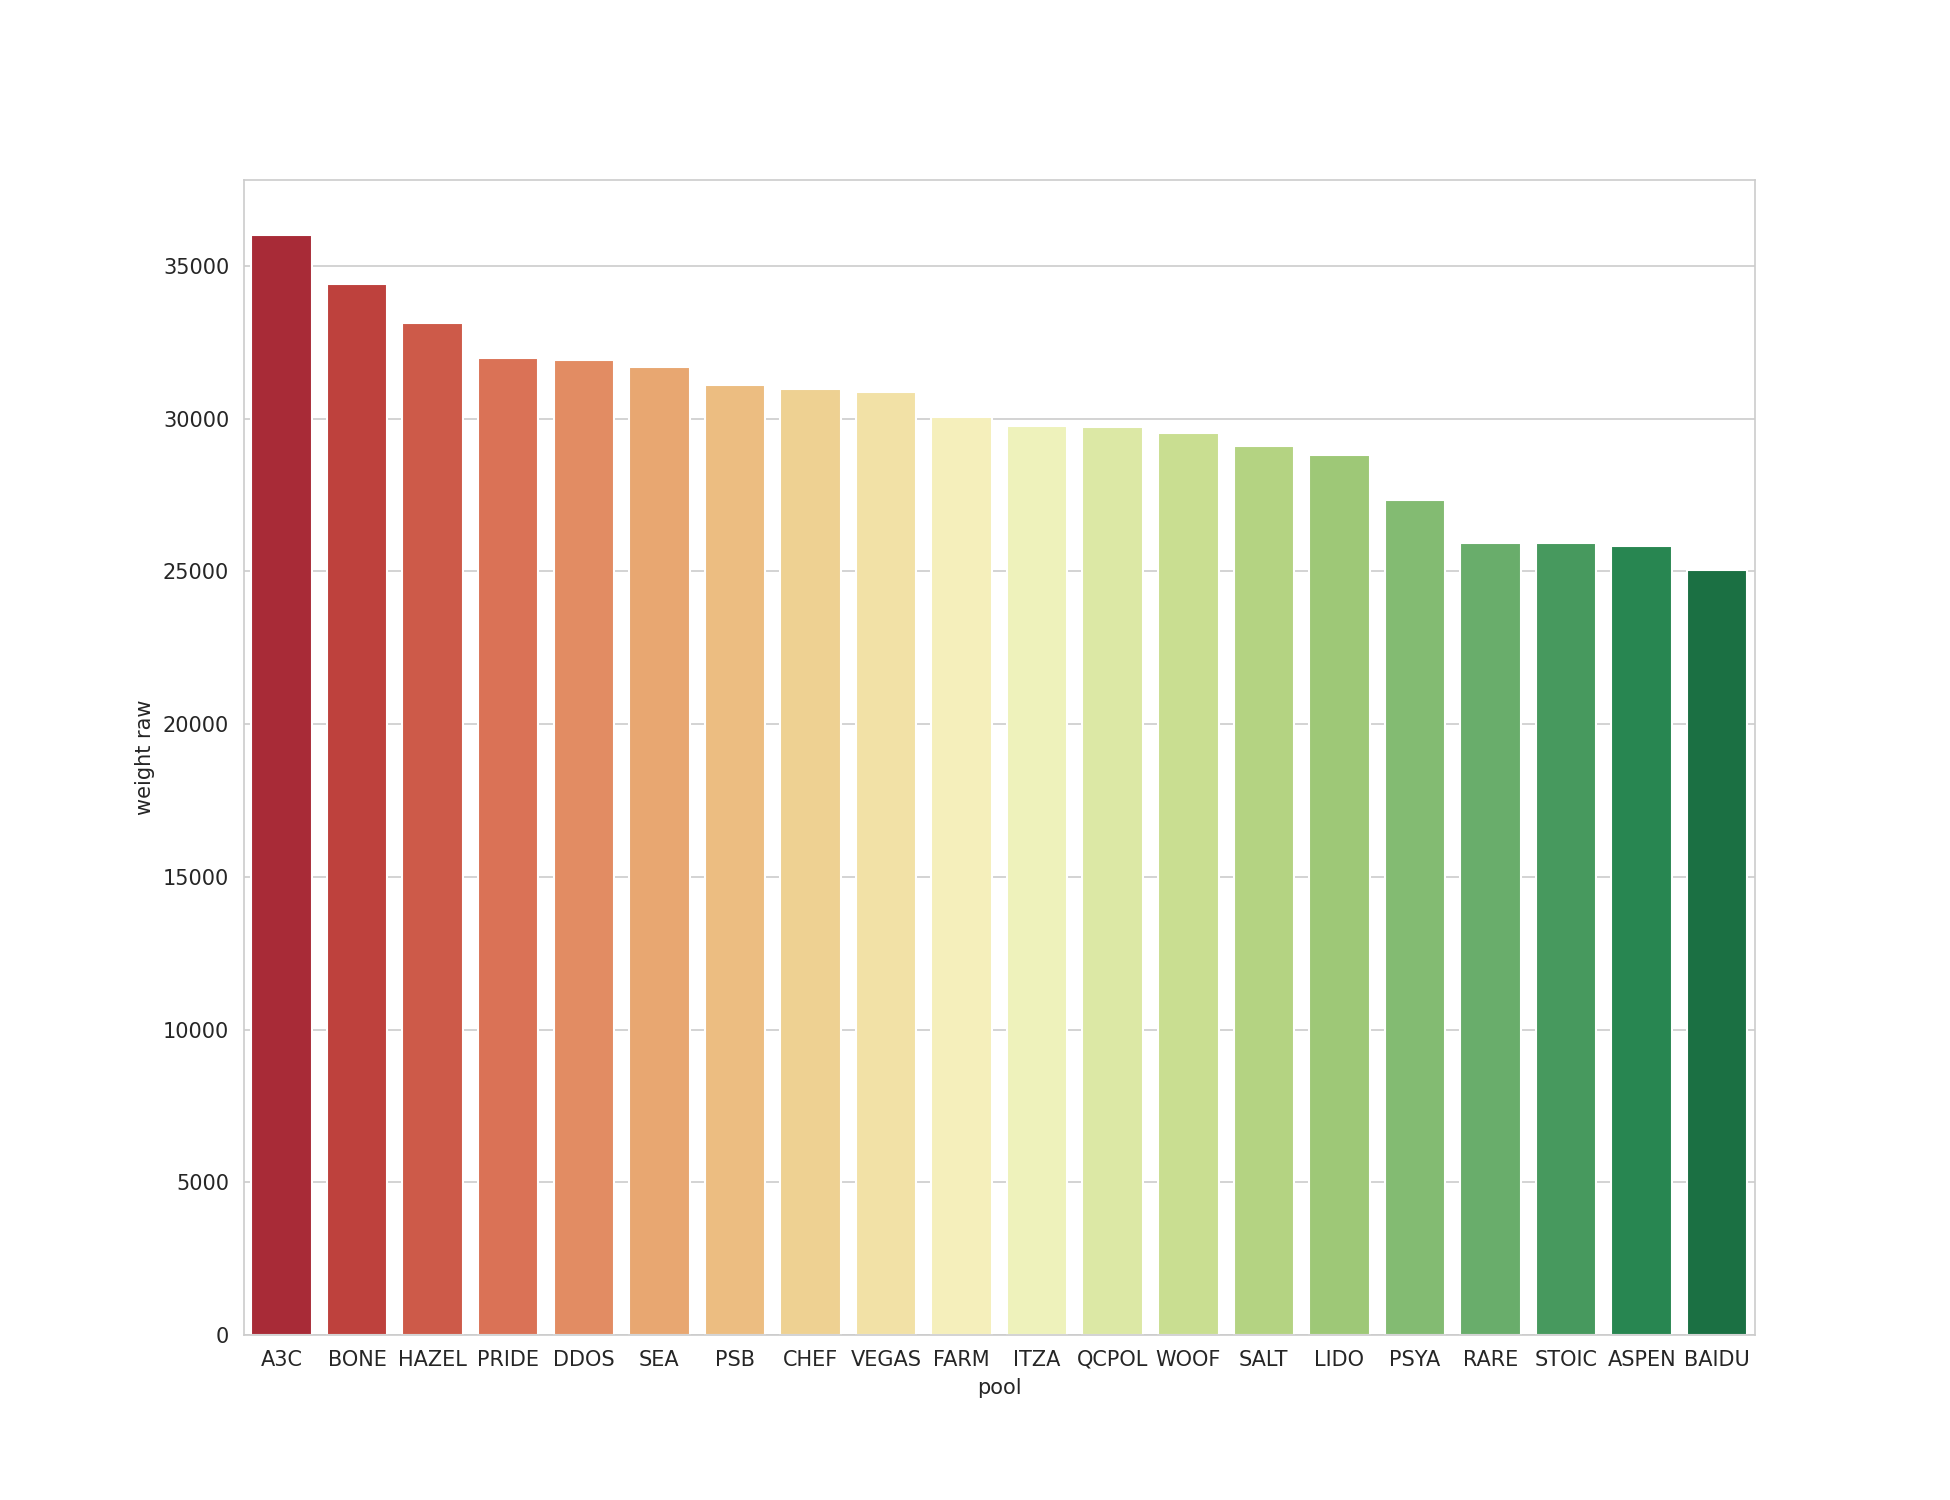 35000
30000
25000
20000
15000
10000
5000
0
weight raw
A3C BONE HAZEL PRIDE DDOS SEA PSB CHEF VEGAS FARM ITZA QCPOL WOOF SALT LIDO PSYA RARE STOIC ASPEN BAIDU
pool